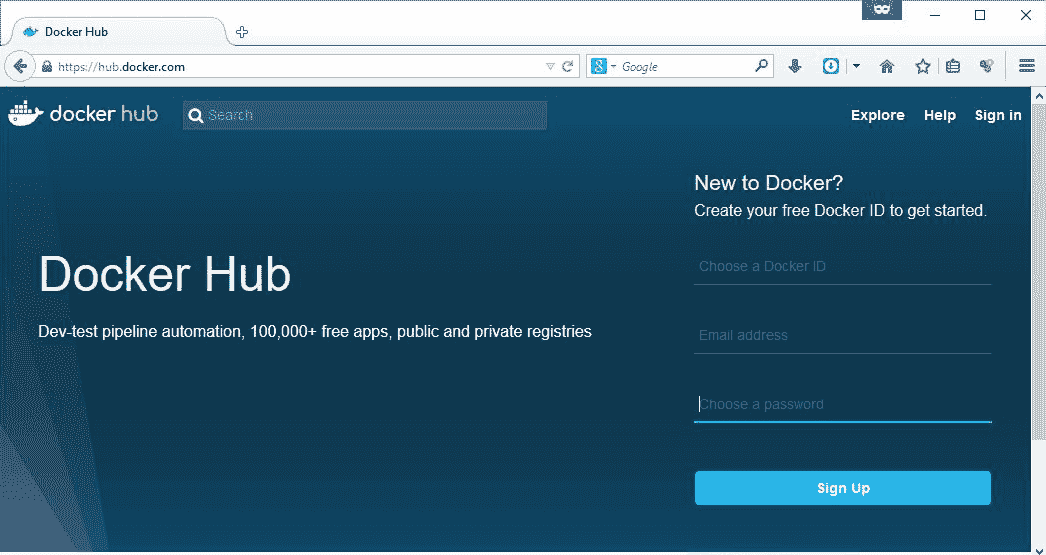 Docker Hub
https://hub.docker.com
Google
docker hub
Search
Explore Help Sign in
New to Docker?
Create your free Docker ID to get started.
Choose a Docker ID
Docker Hub
Email address
Dev-test pipeline automation, 100,000+ free apps, public and private registries
Choose a password
Sign Up